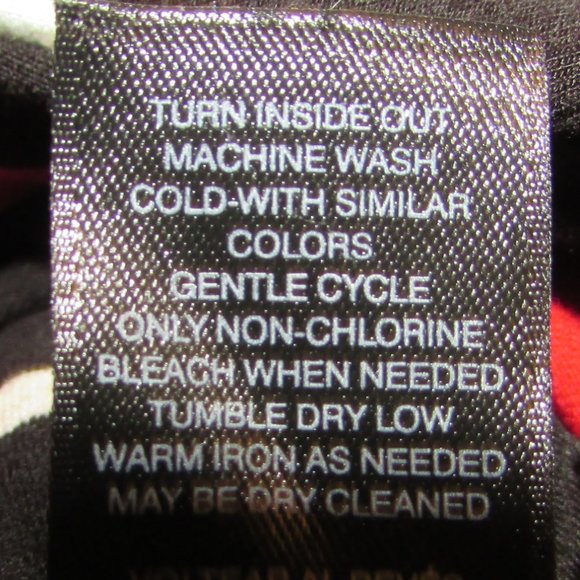 TURN INSIDE OUT
MACHINE WASH
COLD-WITH SIMILAR
COLORS
GENTLE CYCLE
ONLY NON-CHLORINE
BLEACH WHEN NEEDED
TUMBLE DRY LOW
WARM IRON AS NEEDED
MAY BE DRY CLEANED